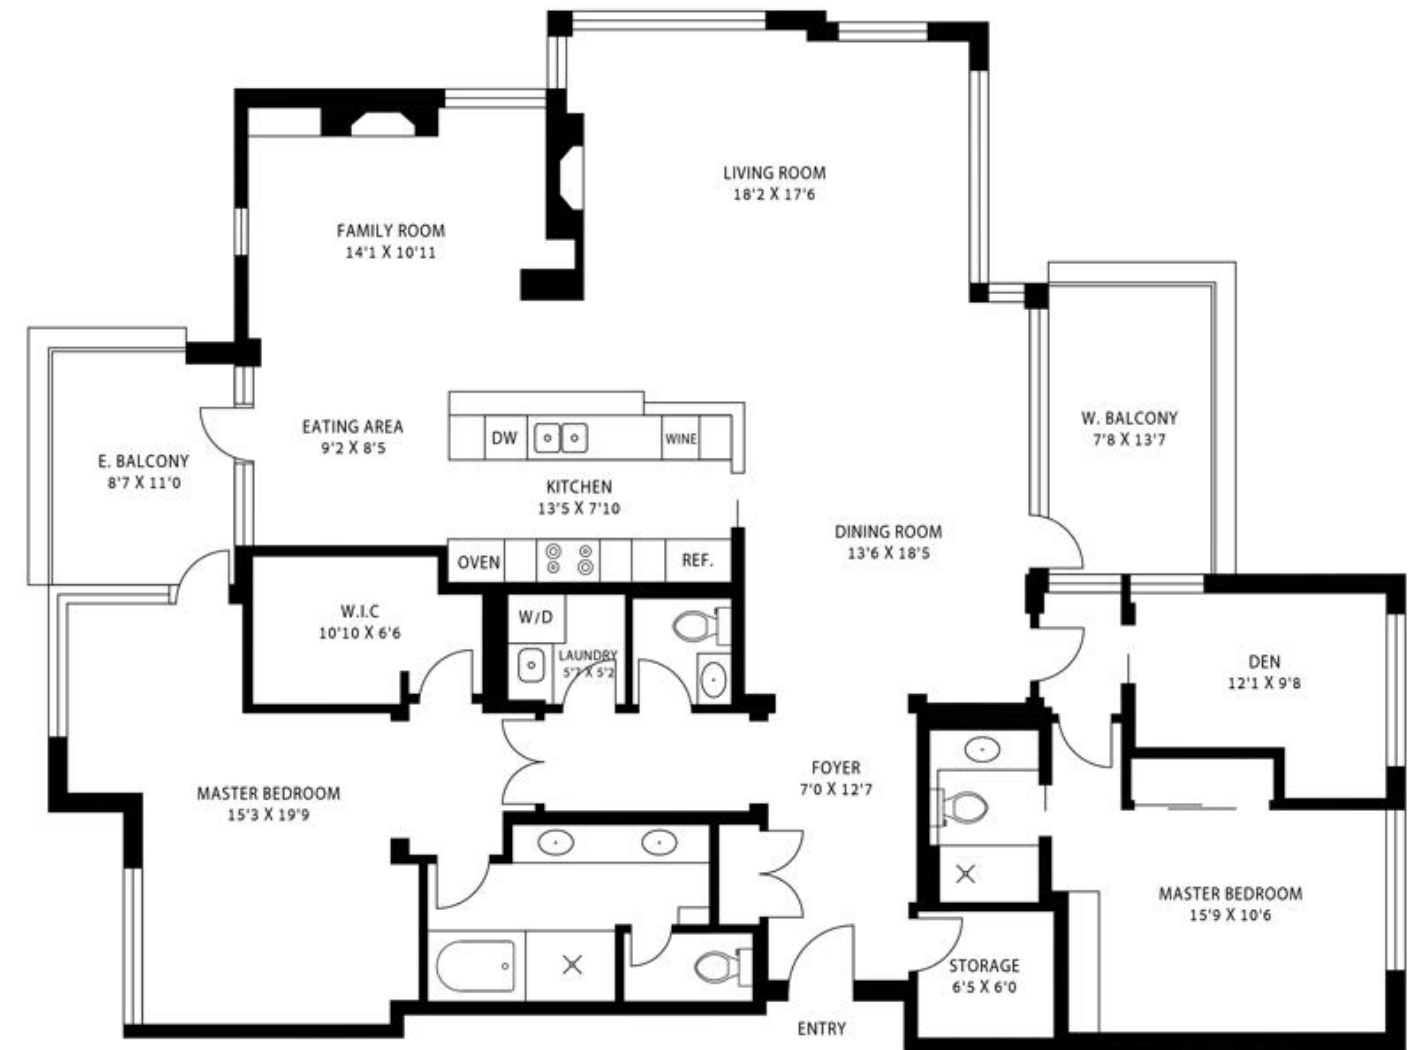 LIVING ROOM
18'2 X 17'6
FAMILY ROOM
14'1 X 10'11
W. BALCONY
7'8 X 13'7
EATING AREA
9'2 X 8'5
DW
WINE
E. BALCONY
8'7 X 11'0
KITCHEN
13'5 X 7'10
DINING ROOM
13'6 X 18'5
OVEN
REF.
W.I.C
10'10 X 6'6
W/D
LAUNDRY
5'7 X 5'2
DEN
12'1 X 9'8
FOYER
7'0 X 12'7
MASTER BEDROOM
15'3 X 19'9
MASTER BEDROOM
15'9 X 10'6
STORAGE
6'5 X 6'0
ENTRY